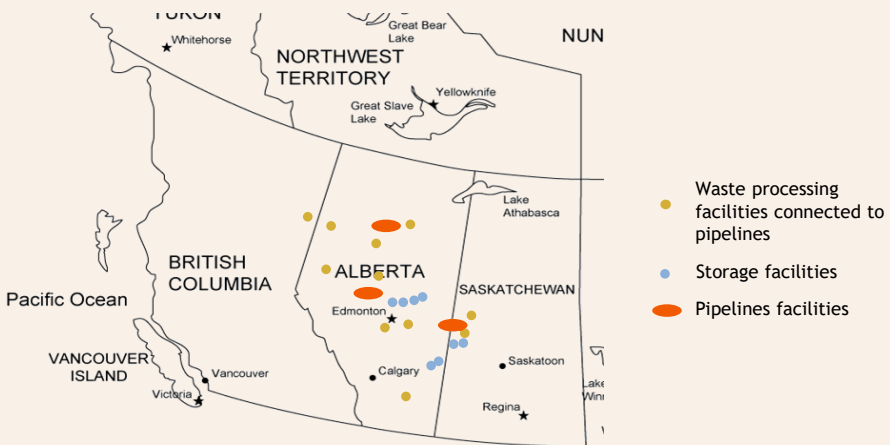 YUKON
Whitehorse
Great Bear
Lake
NUN
NORTHWEST
TERRITORY
Yellowknife
Great Slave
Lake
Lake
Athabasca
BRITISH
COLUMBIA
ALBERTA
SASKATCHEWAN
Pacific Ocean
Edmonton
VANCOUVER
ISLAND
Vancouver
Victoria
Calgary
Saskatoon
Regina
Lake
Winn
Waste processing
facilities connected to
pipelines
Storage facilities
Pipelines facilities